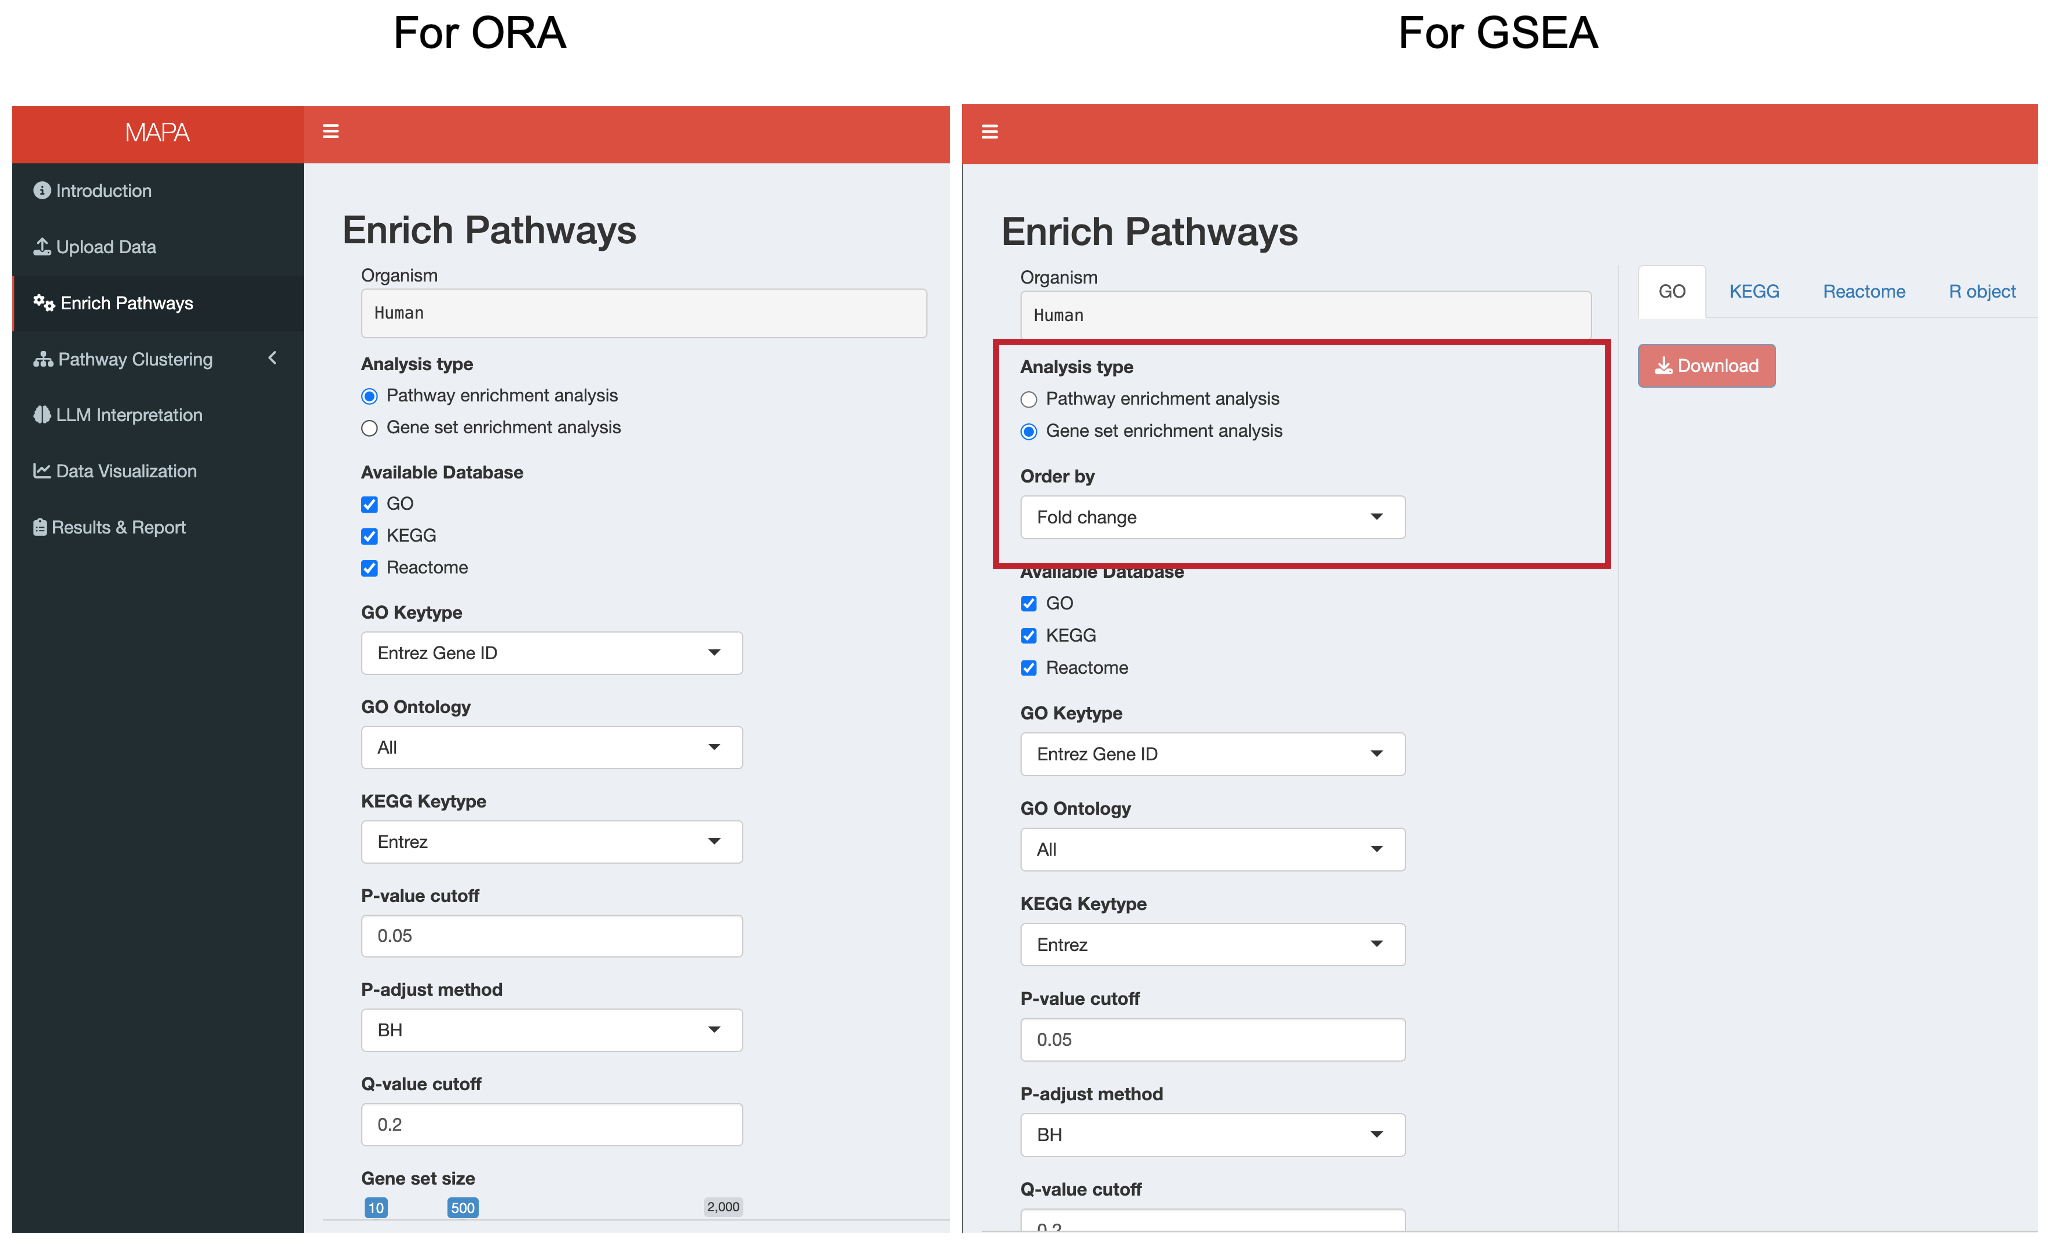 For ORA
For GSEA
MAPA
Introduction
Upload Data
Enrich Pathways
Pathway Clustering
LLM Interpretation
Data Visualization
Results & Report
Enrich Pathways
Organism
Human
Analysis type
Pathway enrichment analysis
Gene set enrichment analysis
Available Database
GO
KEGG
Reactome
GO Keytype
Entrez Gene ID
GO Ontology
All
KEGG Keytype
Entrez
P-value cutoff
0.05
P-adjust method
BH
Q-value cutoff
0.2
Gene set size
10 500 2,000
Enrich Pathways
Organism
Human
Analysis type
Pathway enrichment analysis
Gene set enrichment analysis
Order by
Fold change
Available Database
GO
KEGG
Reactome
GO Keytype
Entrez Gene ID
GO Ontology
All
KEGG Keytype
Entrez
P-value cutoff
0.05
P-adjust method
BH
Q-value cutoff
0.2
GO KEGG Reactome R object
Download